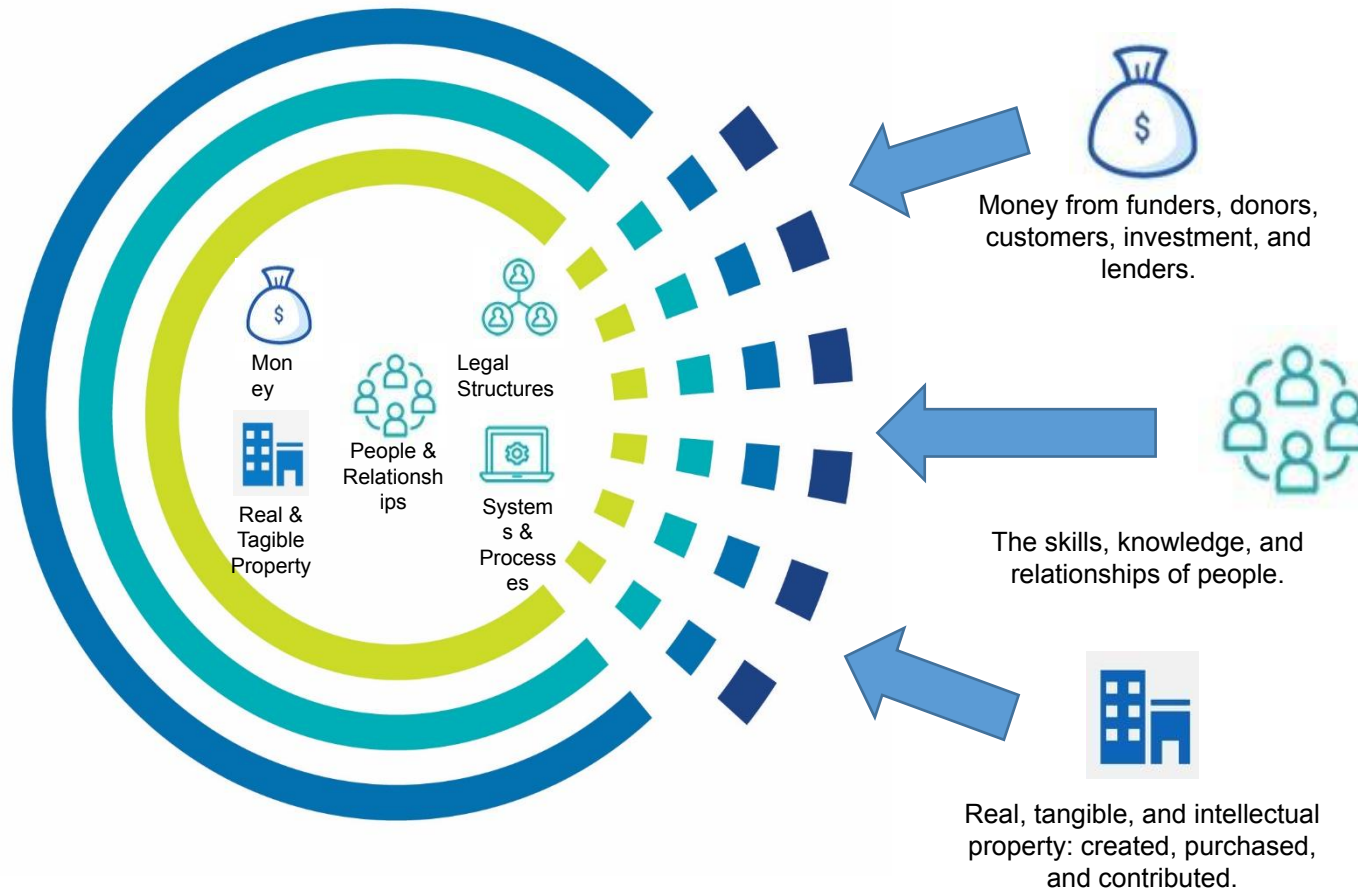 Mon
ey
Legal
Structures
People &
Relationsh
ips
Real &
Tagible
Property
System
s &
Process
es
$
$
Money from funders, donors,
customers, investment, and
lenders.
The skills, knowledge, and
relationships of people.
Real, tangible, and intellectual
property: created, purchased,
and contributed.